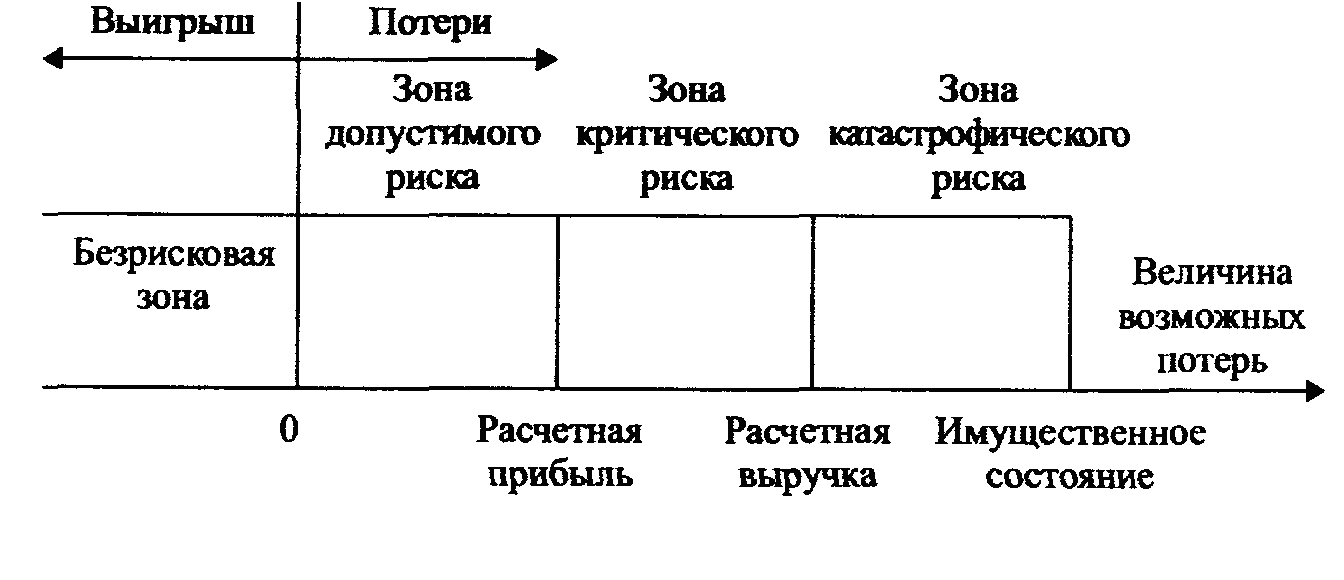 Выигрыш
Потери
Зона
допустимого
риска
Зона
критического
риска
Зона
катастрофического
риска
Безрисковая
зона
Величина
возможных
потерь
0
Расчетная
прибыль
Расчетная
выручка
Имущественное
состояние